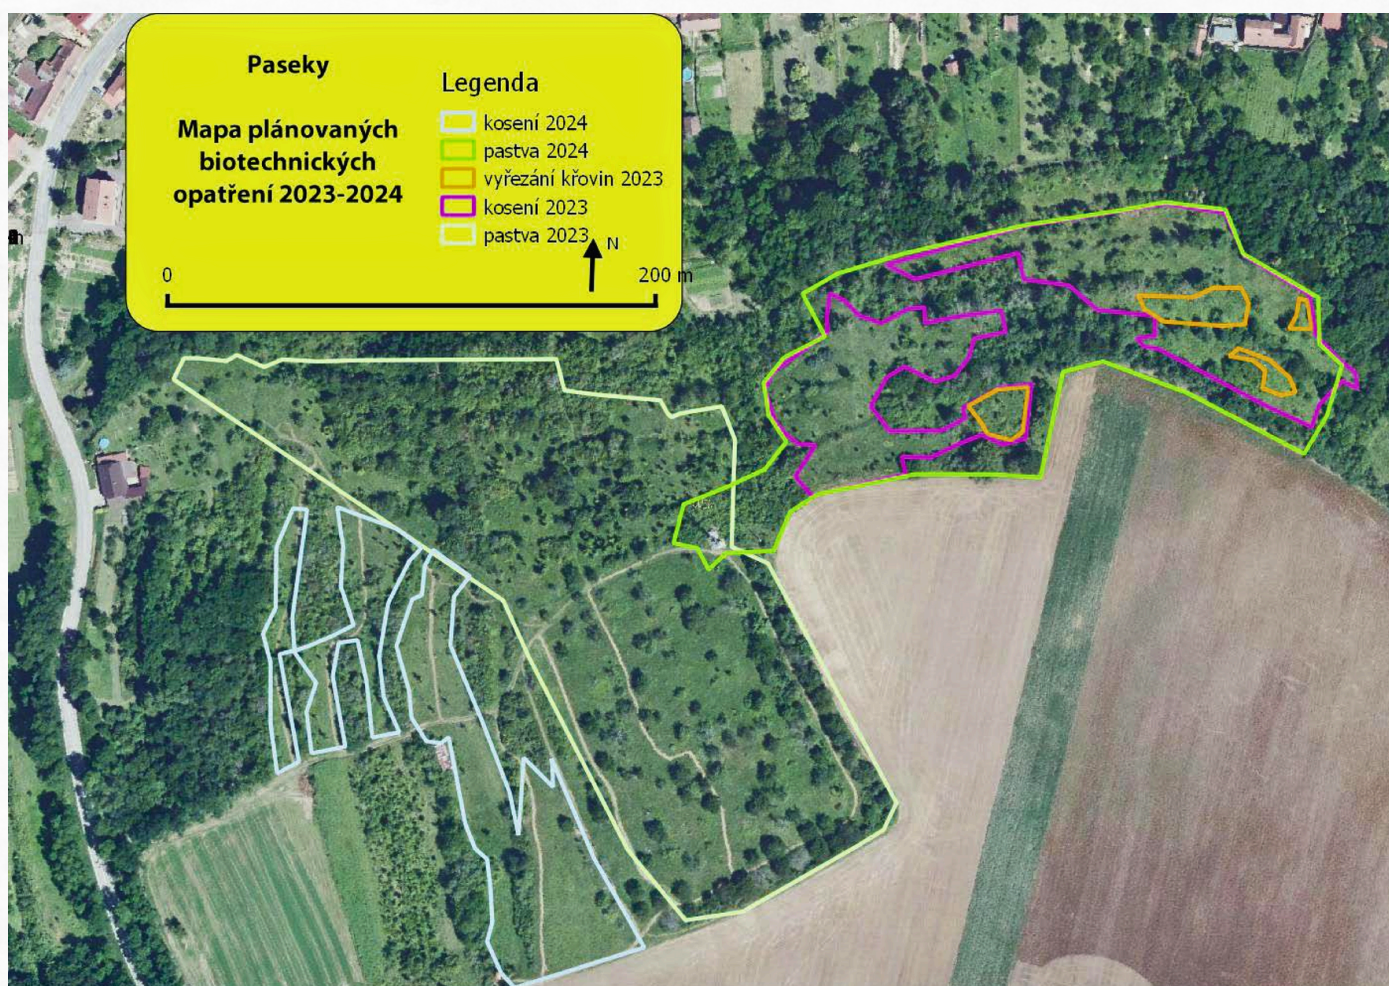 Paseky
Mapa plánovaných
biotechnických
opatření 2023-2024
Legenda
kosení 2024
pastva 2024
vyřezání křovin 2023
kosení 2023
pastva 2023
N
0
200 m